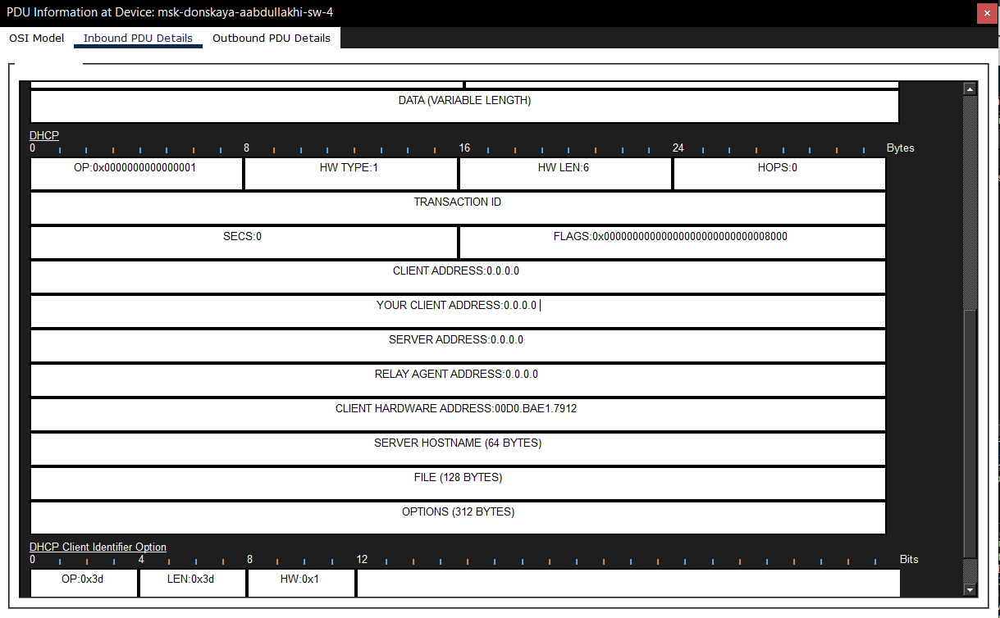 PDU Information at Device: msk-donskaya-aabdullakhi-sw-4
×
OSI Model Inbound PDU Details Outbound PDU Details
DATA (VARIABLE LENGTH)
DHCP
0 8 16 24 Bytes
OP:0x0000000000000001 HW TYPE:1 HW LEN:6 HOPS:0
TRANSACTION ID
SECS:0 FLAGS:0x00000000000000000000000000008000
CLIENT ADDRESS:0.0.0.0
YOUR CLIENT ADDRESS:0.0.0.0
SERVER ADDRESS:0.0.0.0
RELAY AGENT ADDRESS:0.0.0.0
CLIENT HARDWARE ADDRESS:00D0.BAE1.7912
SERVER HOSTNAME (64 BYTES)
FILE (128 BYTES)
OPTIONS (312 BYTES)
DHCP Client Identifier Option
0 4 8 12 Bits
OP:0x3d LEN:0x3d HW:0x1